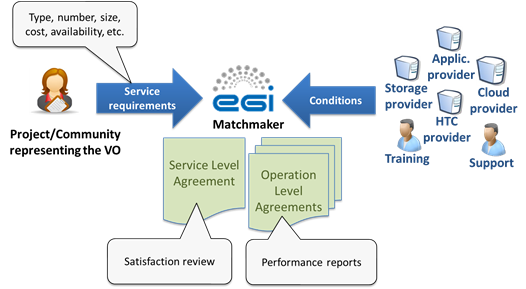 Type, number, size,
cost, availability, etc.
Service
requirements
egi
Matchmaker
Conditions
Project/Community
representing the VO
Applic.
provider
Storage
provider
Cloud
provider
HTC
provider
Training
Support
Service Level
Agreement
Operation
Level
Agreements
Satisfaction review
Performance reports